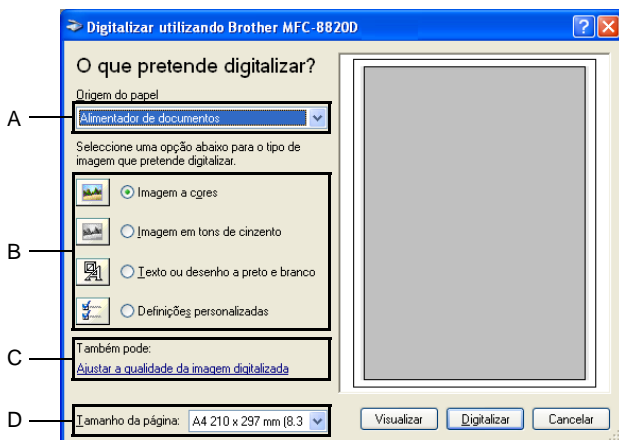 Digitalizar utilizando Brother MFC-8820D
O que pretende digitalizar?
Origem do papel
A
Alimentador de documentos
Seleccione uma opção abaixo para o tipo de
imagem que pretende digitalizar.
Imagem a cores
Imagem em tons de cinzento
B
Texto ou desenho a preto e branco
Definições personalizadas
Também pode:
C
Ajustar a qualidade da imagem digitalizada
D
Tamanho da página: A4 210 x 297 mm (8.3
Visualizar Digitalizar Cancelar